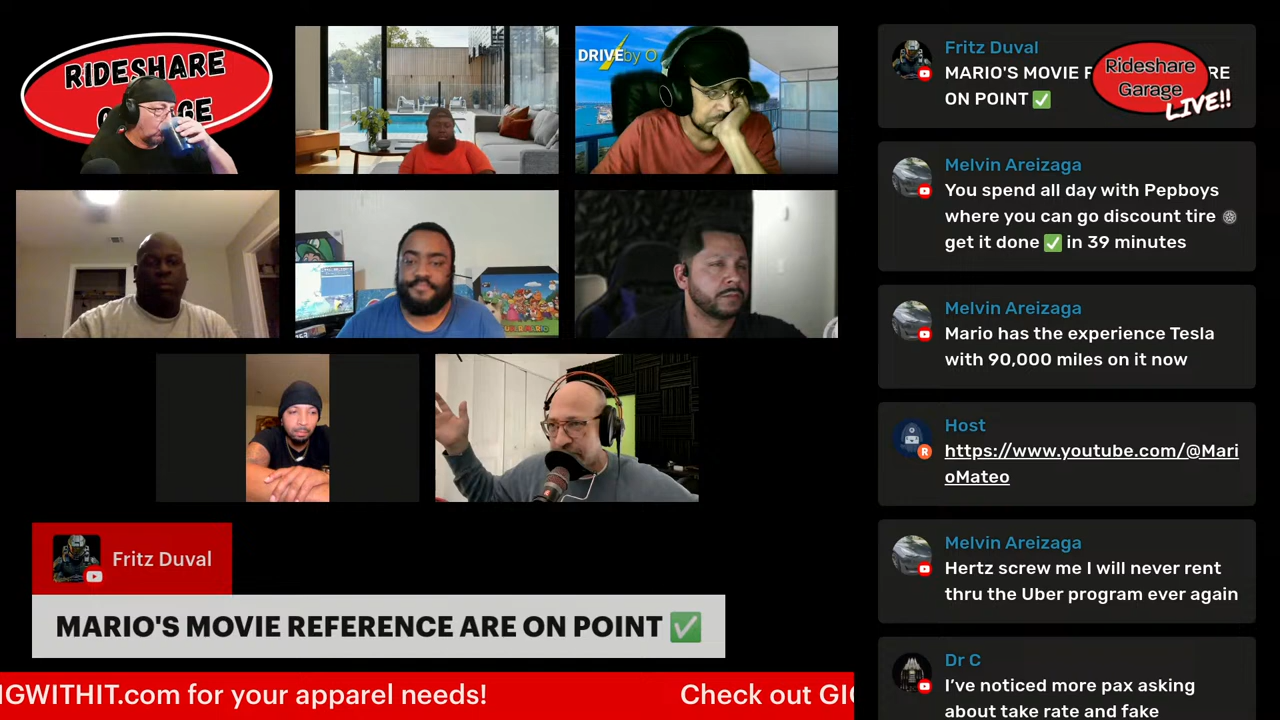 RIDESHARE
DRIVE by O
Fritz Duval
MARIO'S MOVIE
RE
ON POINT ✅
Rideshare
Garage
LIVE!!
Melvin Areizaga
You spend all day with Pepboys
where you can go discount tire 🛞
get it done ✅ in 39 minutes
Melvin Areizaga
Mario has the experience Tesla
with 90,000 miles on it now
Host
https://www.youtube.com/@Mari
oMateo
Melvin Areizaga
Hertz screw me I will never rent
thru the Uber program ever again
Dr C
I've noticed more pax asking
about take rate and fake
Fritz Duval
MARIO'S MOVIE REFERENCE ARE ON POINT ✅
IGWITHIT.com for your apparel needs!
Check out GIG